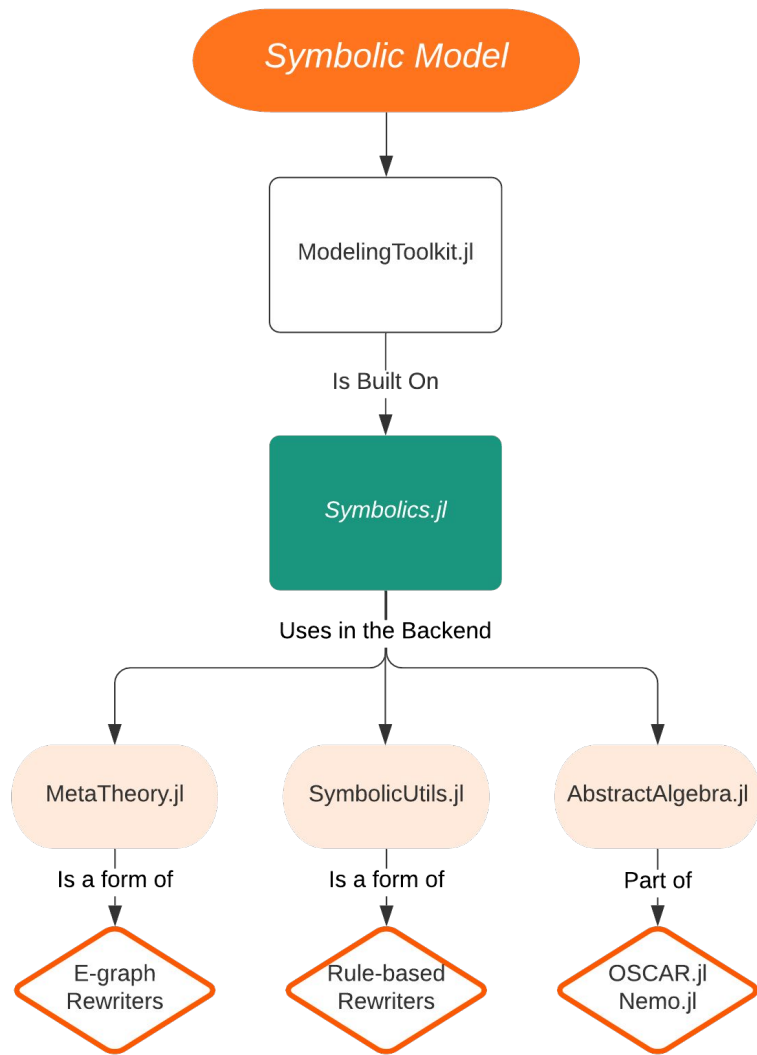 Symbolic Model
ModelingToolkit.jl
Is Built On
Symbolics.jl
Uses in the Backend
MetaTheory.jl
SymbolicUtils.jl
AbstractAlgebra.jl
Is a form of
Is a form of
Part of
E-graph
Rewriters
Rule-based
Rewriters
OSCAR.jl
Nemo.jl